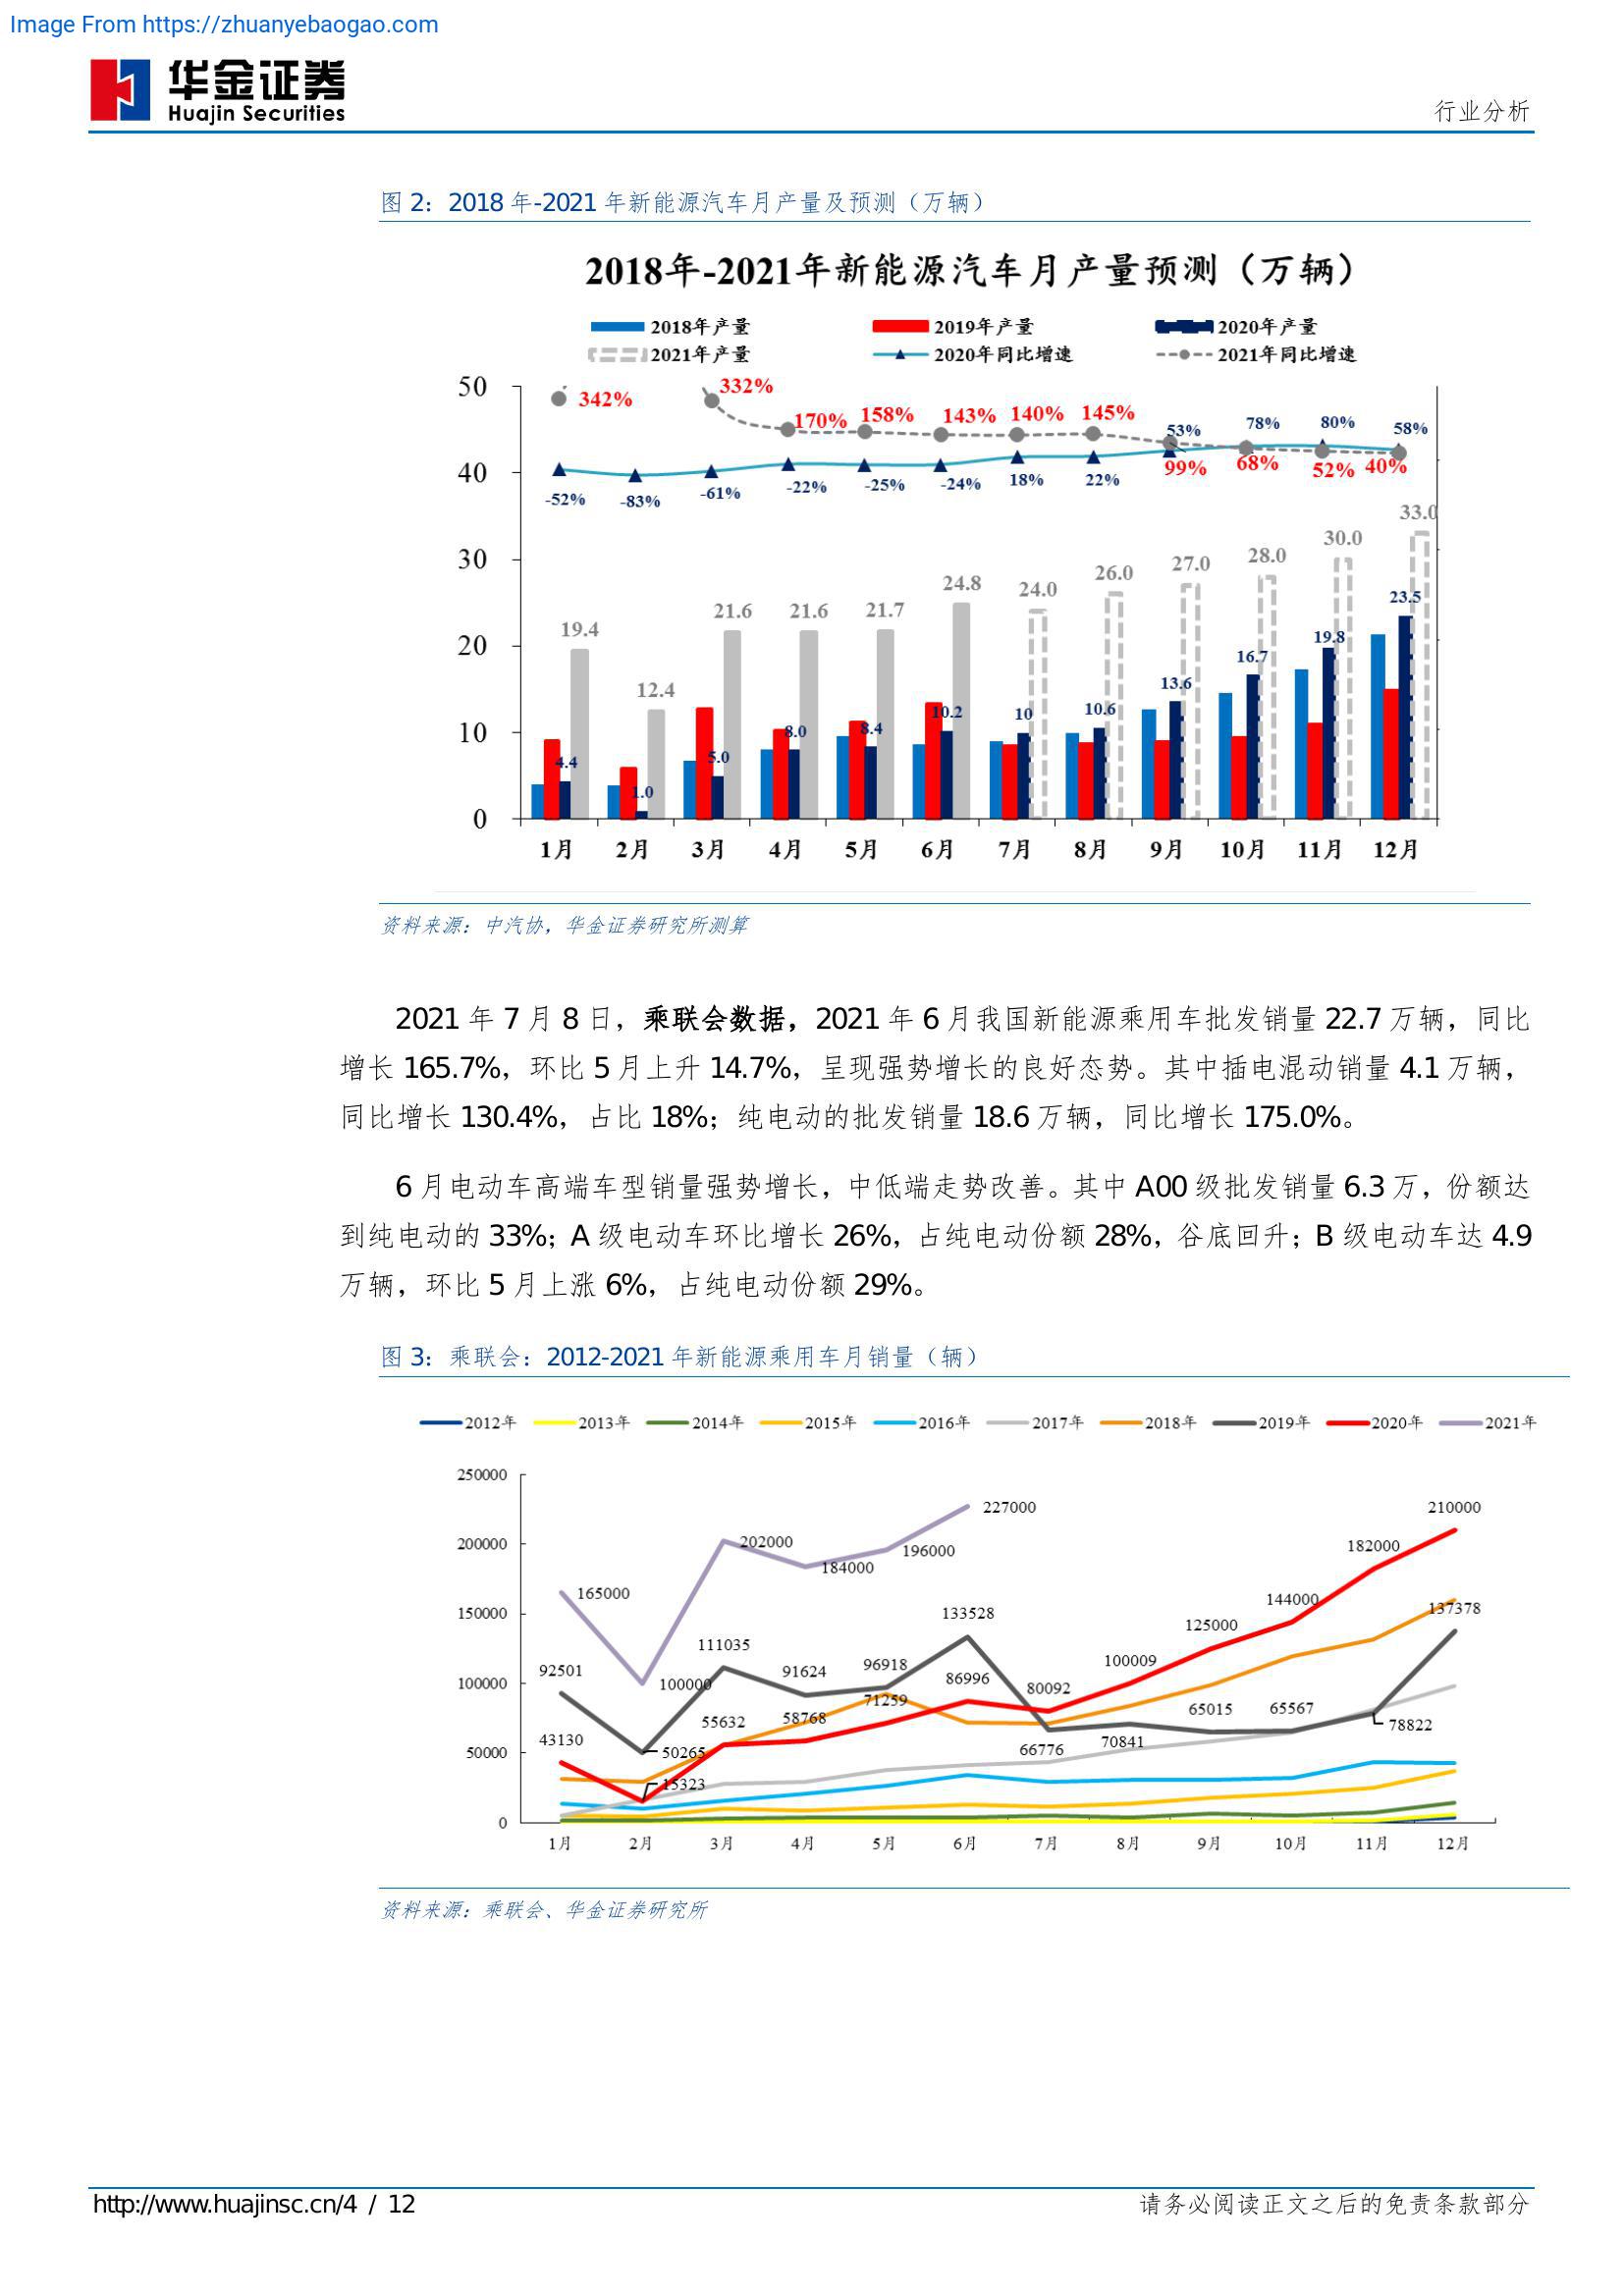 Image From https://zhuanyebaogao.com
华金证券
Huajin Securities
行业分析
图 2：2018 年-2021 年新能源汽车月产量及预测（万辆）
2018年-2021年新能源汽车月产量预测（万辆）
2018年产量 2019年产量 2020年产量
2021年产量 2020年同比增速 2021年同比增速
50
40
30
20
10
0
342% 332% 170% 158% 143% 140% 145% 99% 68% 52% 40%
-52% -83% -61% -22% -25% -24% 18% 22% 53% 78% 80% 58%
19.4 12.4 21.6 21.6 21.7 24.8 24.0 26.0 27.0 28.0 30.0 33.0
4.4 1.0 5.0 8.0 8.4 10.2 10 10.6 13.6 16.7 19.8 23.5
1月 2月 3月 4月 5月 6月 7月 8月 9月 10月 11月 12月
资料来源：中汽协，华金证券研究所测算
2021 年 7 月 8 日，乘联会数据，2021 年 6 月我国新能源乘用车批发销量 22.7 万辆，同比
增长 165.7%，环比 5 月上升 14.7%，呈现强势增长的良好态势。其中插电混动销量 4.1 万辆，
同比增长 130.4%，占比 18%；纯电动的批发销量 18.6 万辆，同比增长 175.0%。
6 月电动车高端车型销量强势增长，中低端走势改善。其中 A00 级批发销量 6.3 万，份额达
到纯电动的 33%；A 级电动车环比增长 26%，占纯电动份额 28%，谷底回升；B 级电动车达 4.9
万辆，环比 5 月上涨 6%，占纯电动份额 29%。
图 3：乘联会：2012-2021 年新能源乘用车月销量（辆）
2012年 2013年 2014年 2015年 2016年 2017年 2018年 2019年 2020年 2021年
250000
200000
150000
100000
50000
0
165000 100000 202000 184000 196000 227000
92501 50265 111035 91624 96918 133528 66776 70841 65015 65567 78822 137378
43130 15323 55632 58768 71259 86996 80092 100009 125000 144000 182000 210000
1月 2月 3月 4月 5月 6月 7月 8月 9月 10月 11月 12月
资料来源：乘联会、华金证券研究所
http://www.huajinsc.cn/4 / 12
请务必阅读正文之后的免责条款部分